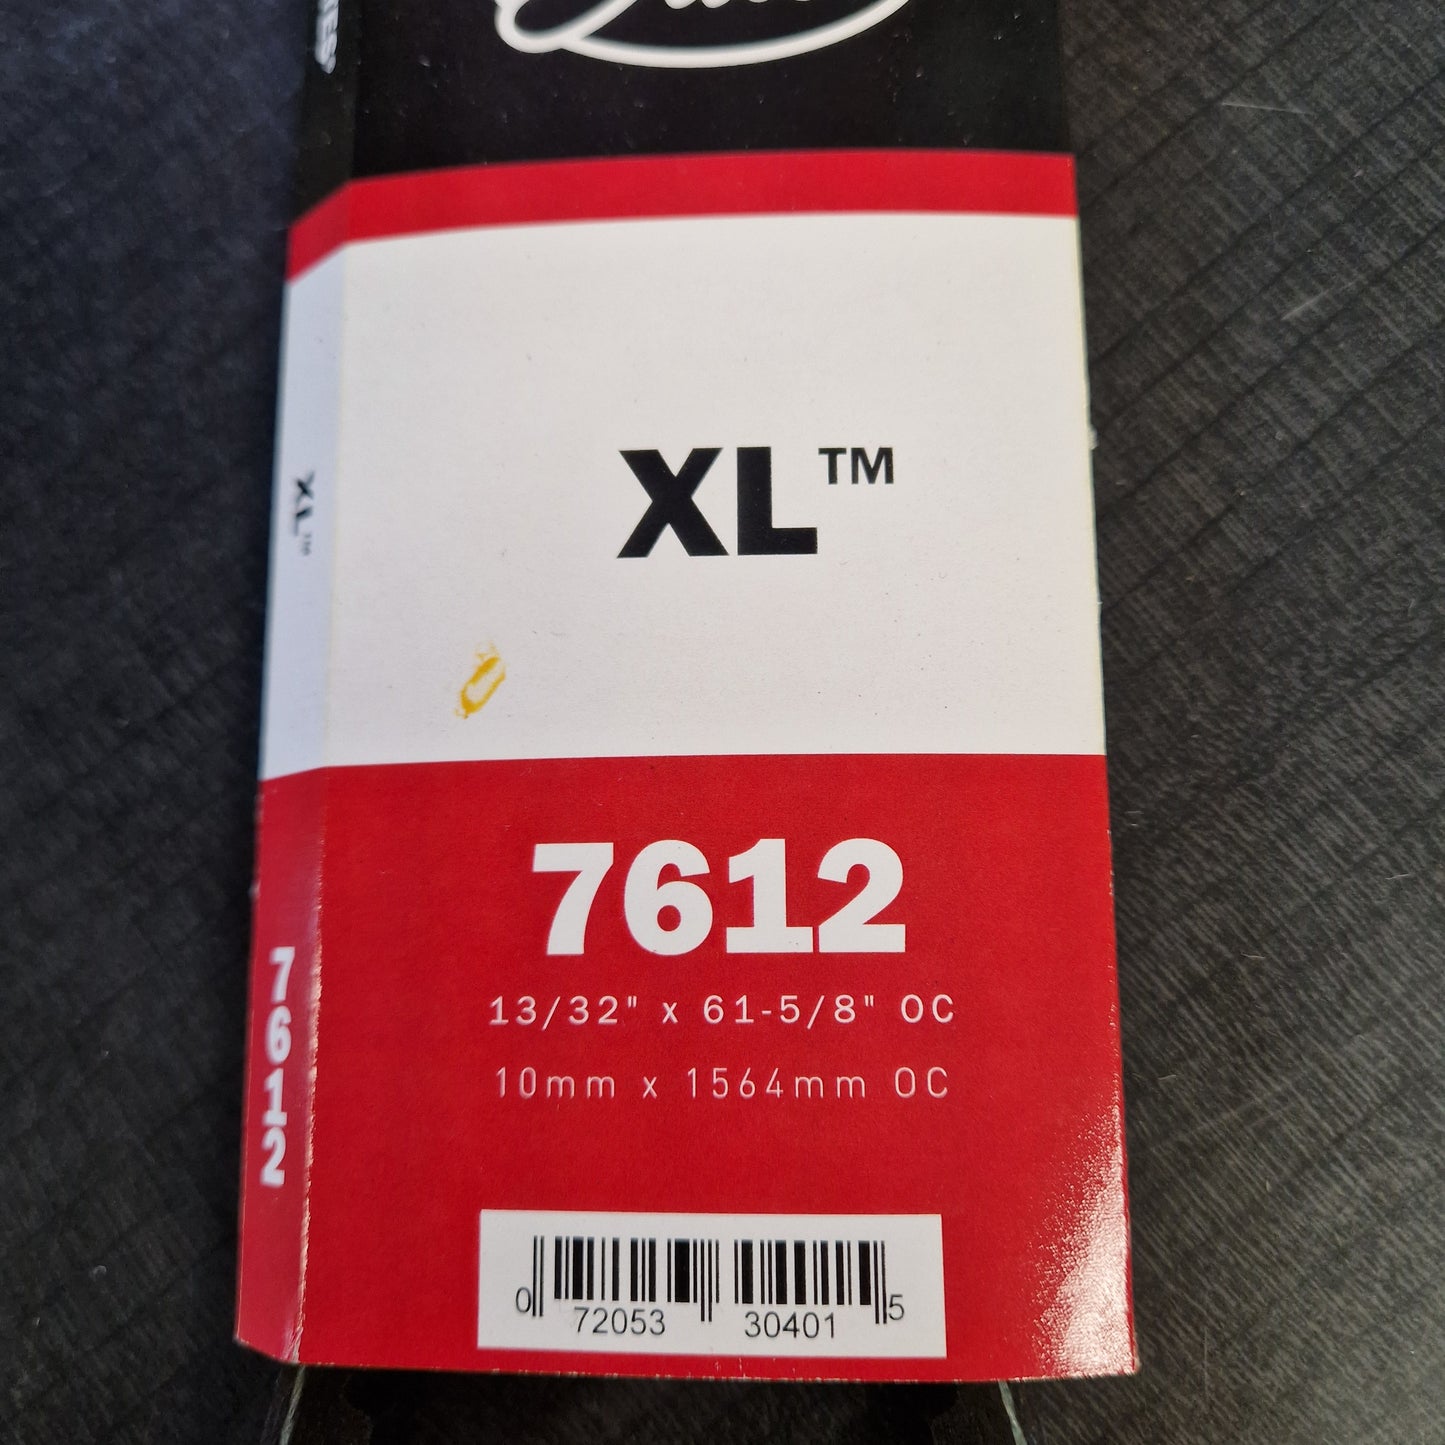 XL™
7612
13/32" x 61-5/8" OC
10mm x 1564mm OC
0 72053 30401 5
XL™
7612